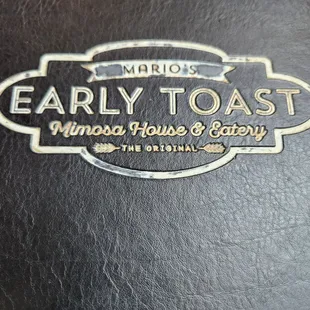 MARIO'S
EARLY TOAST
Mimosa House & Eatery
THE ORIGINAL